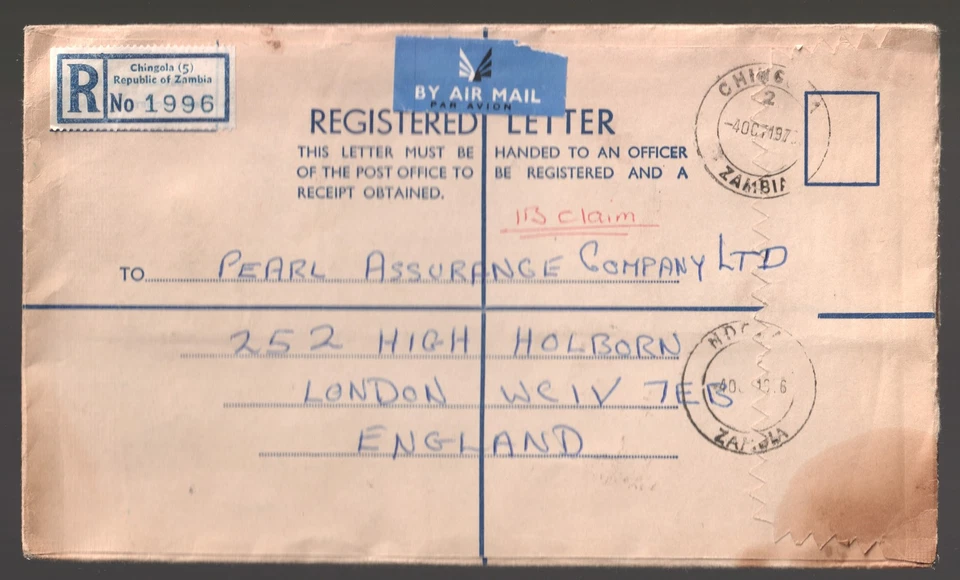 R
Chingola (5)
Republic of Zambia
No 1996
BY AIR MAIL
PAR AVION
REGISTERED LETTER
THIS LETTER MUST BE HANDED TO AN OFFICER
OF THE POST OFFICE TO BE REGISTERED AND A
RECEIPT OBTAINED.
2
-4OCT197
ZAMBIA
IB claim
TO PEARL ASSURANCE COMPANY LTD
252 HIGH HOLBORN
LONDON WC1V 7EB
ENGLAND
ZAMBIA